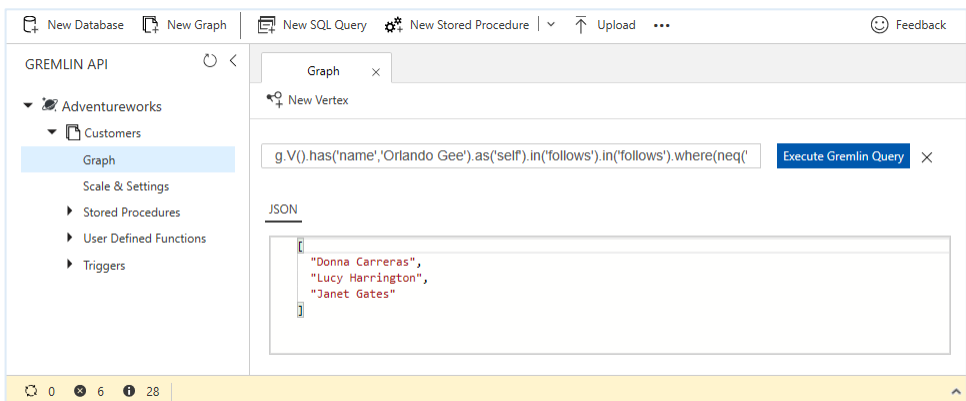 New Database New Graph New SQL Query New Stored Procedure Upload ••• Feedback
GREMLIN API
Graph
Adventureworks
New Vertex
Customers
Graph
g.V().has('name','Orlando Gee').as('self').in('follows').in('follows').where(neq(' Execute Gremlin Query
Scale & Settings
Stored Procedures
JSON
User Defined Functions
[
"Donna Carreras",
Triggers
"Lucy Harrington",
"Janet Gates"
]
0 6 28